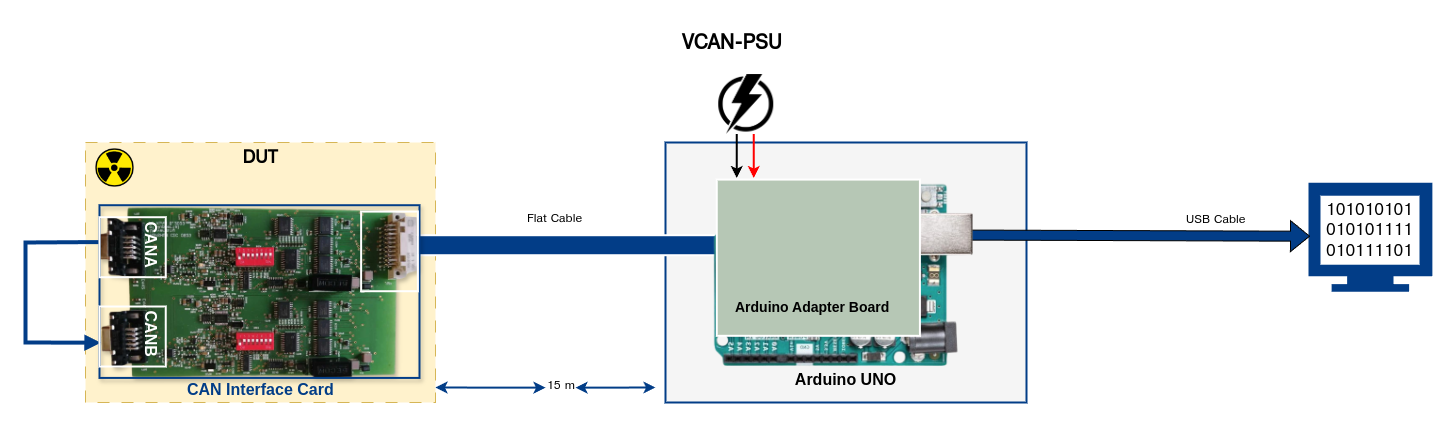 VCAN-PSU
DUT
CANA
CANB
Flat Cable
USB Cable
101010101
010101111
010111101
Arduino Adapter Board
Arduino UNO
CAN Interface Card
15 m